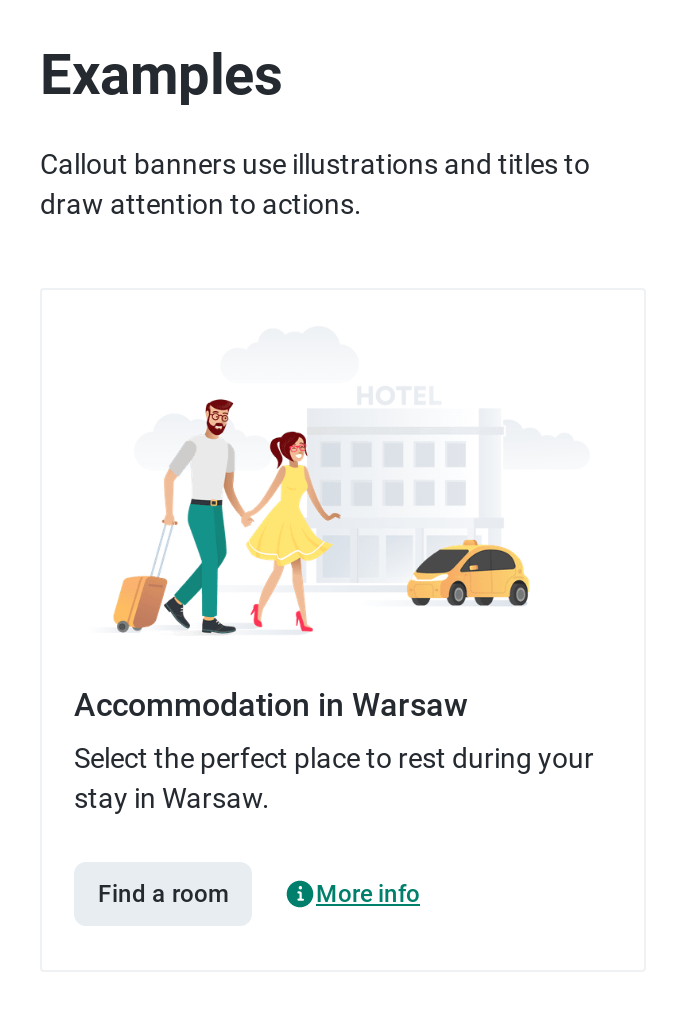 Examples
Callout banners use illustrations and titles to
draw attention to actions.
HOTEL
Accommodation in Warsaw
Select the perfect place to rest during your
stay in Warsaw.
Find a room
More info